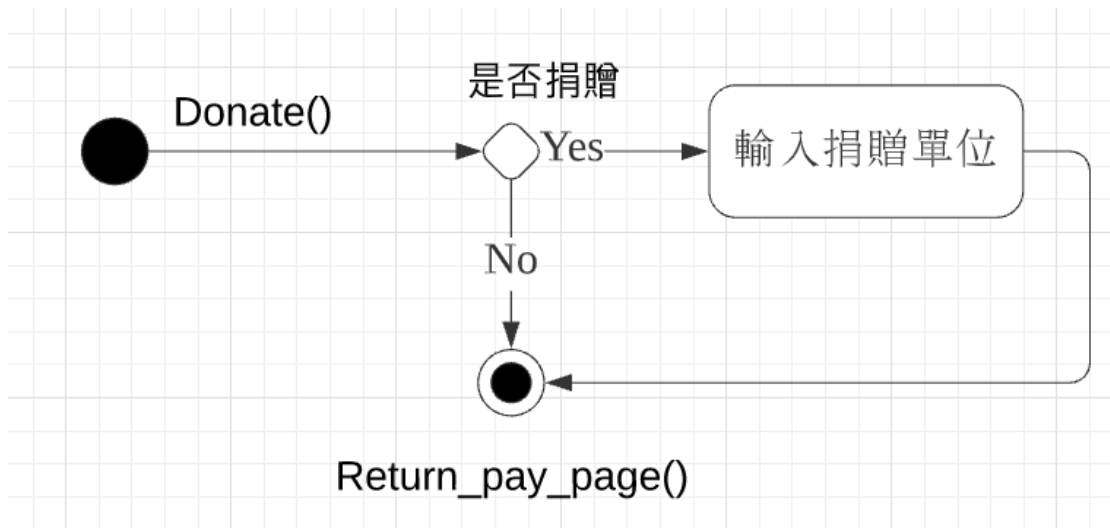 是否捐贈
Donate()
Yes
輸入捐贈單位
No
Return_pay_page()